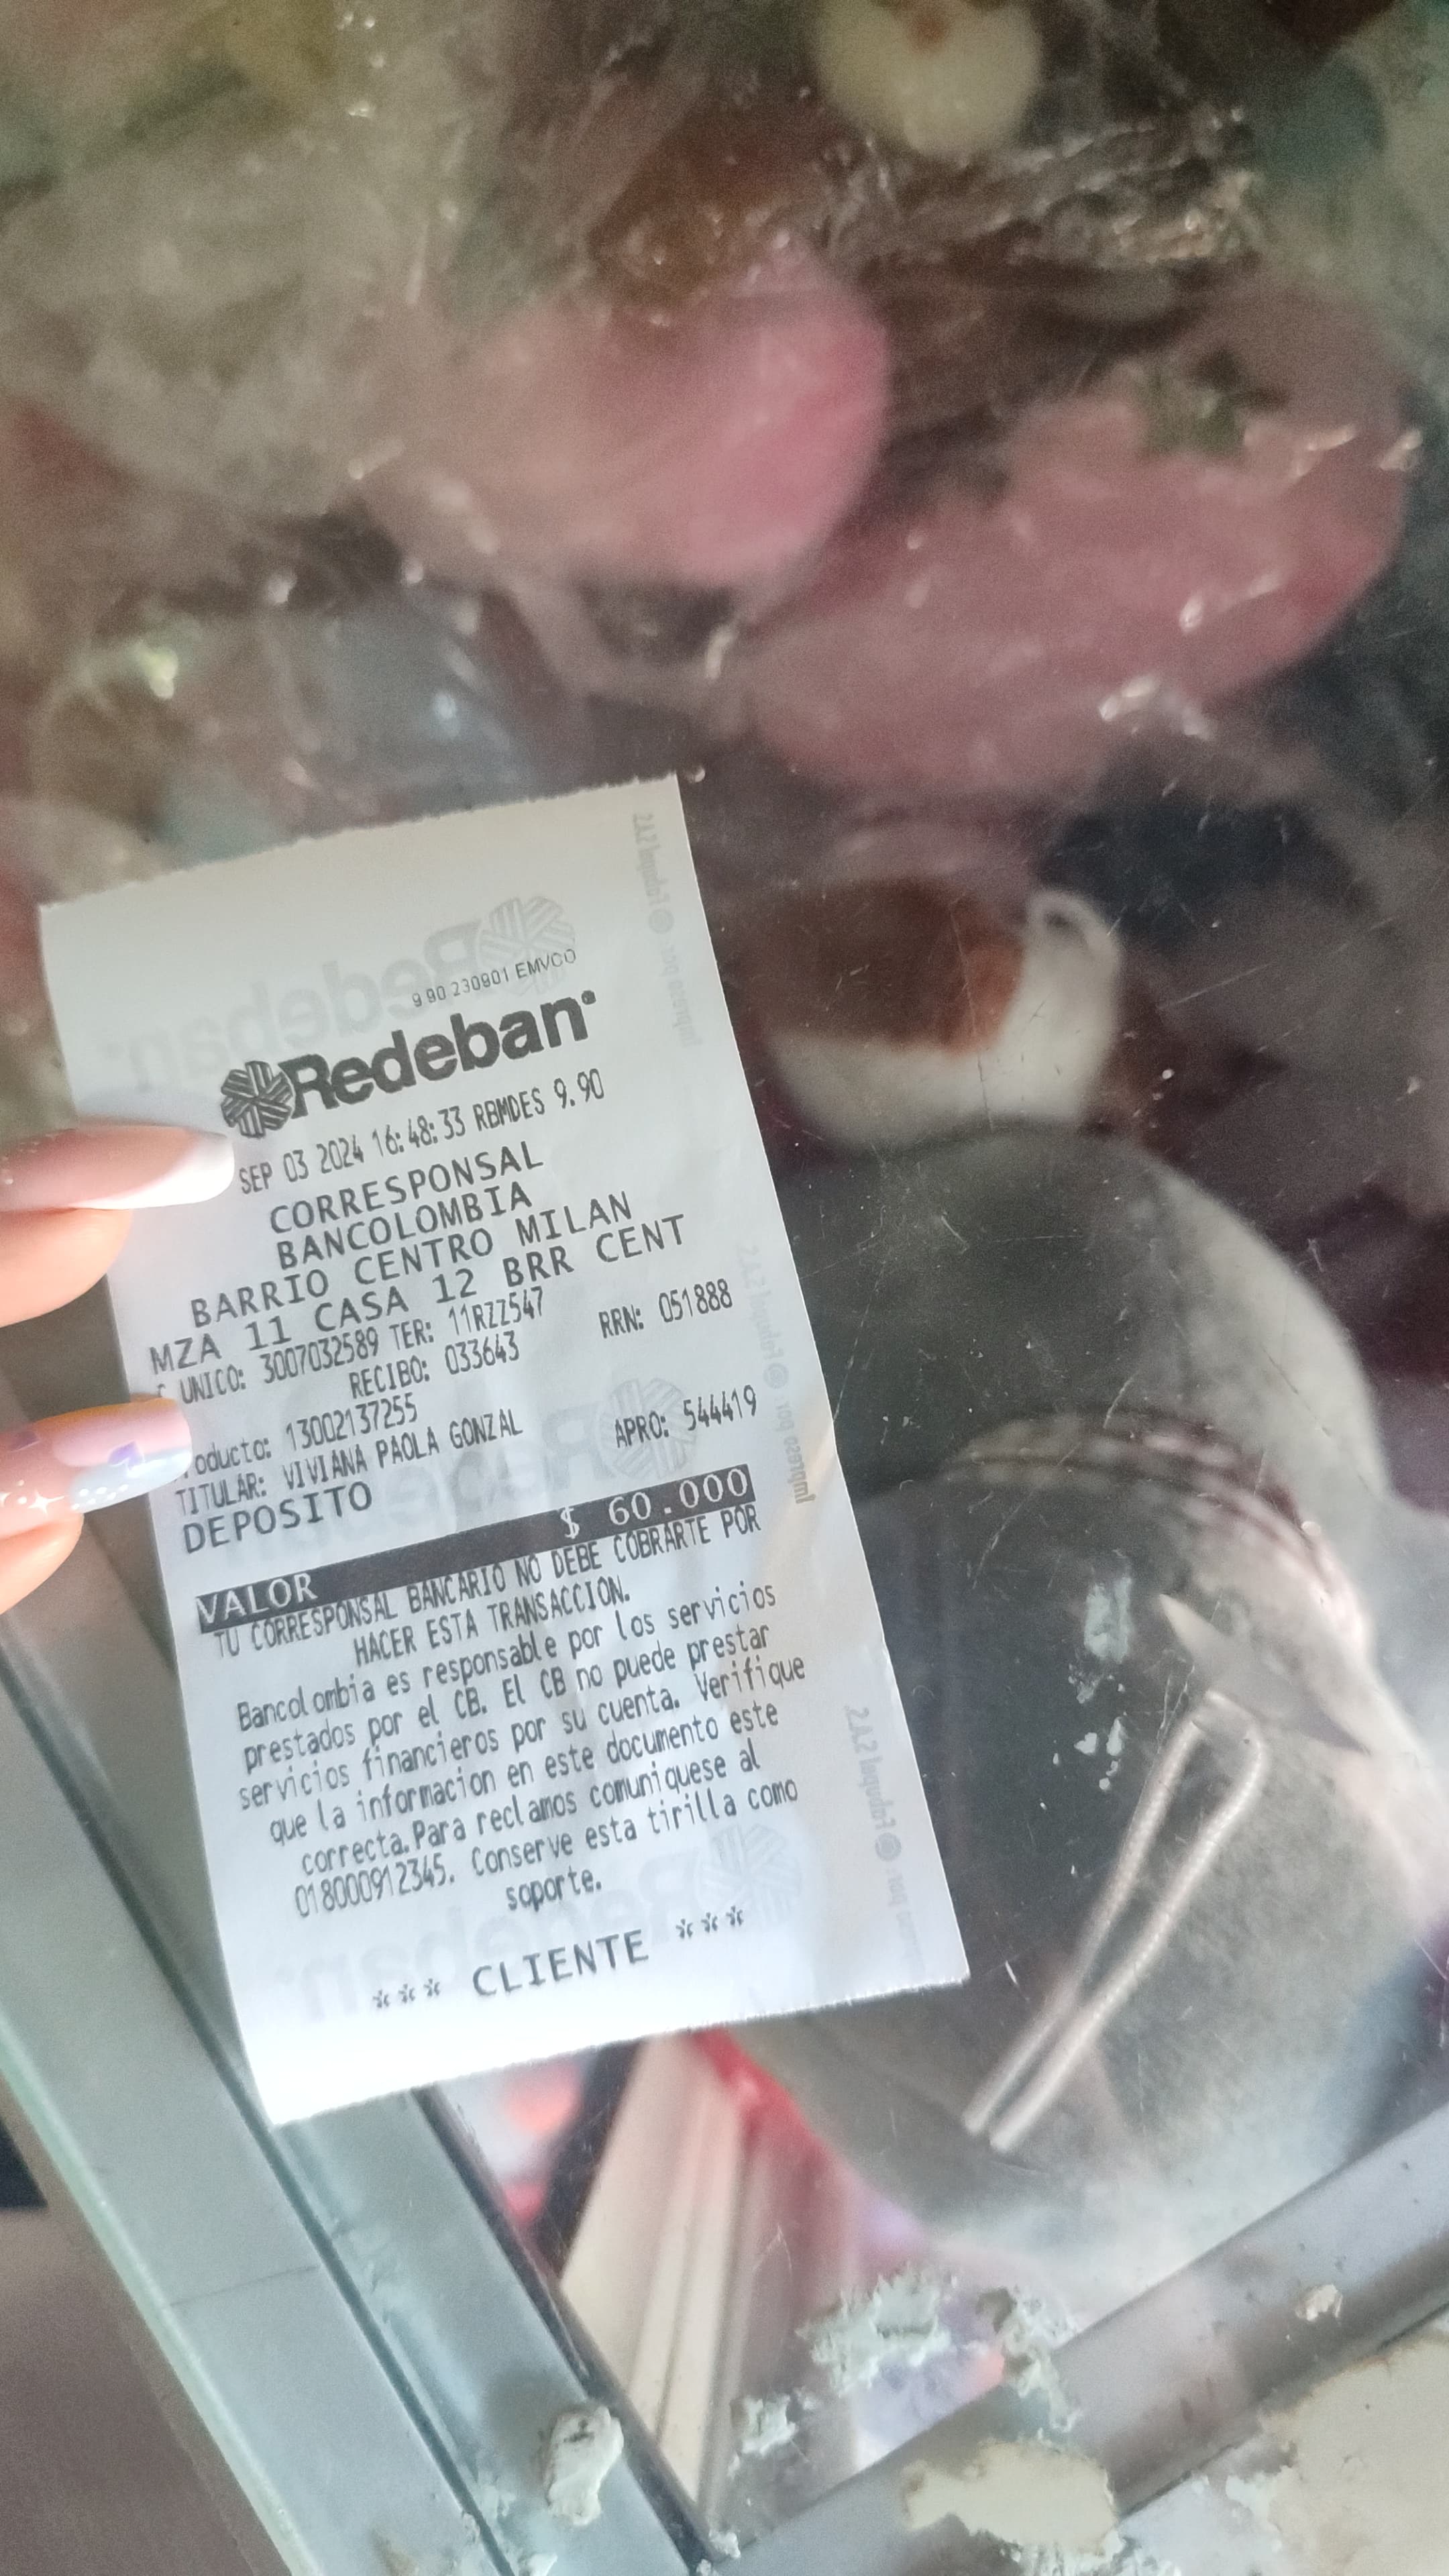 9 90 230901 EMVCO
Redeban
SEP 03 2024 16:48:33 RBMDES 9.90
CORRESPONSAL
BANCOLOMBIA
BARRIO CENTRO MILAN
MZA 11 CASA 12 BRR CENT
C UNICO: 3007032589 TER: 11RZZ547
RECIBO: 033643 RRN: 051888
oducto: 13002137255
TITULAR: VIVIANA PAOLA GONZAL
DEPOSITO APRO: 544419
VALOR $ 60.000
TU CORRESPONSAL BANCARIO NO DEBE COBRARTE POR
HACER ESTA TRANSACCION.
Bancolombia es responsable por los servicios
prestados por el CB. El CB no puede prestar
servicios financieros por su cuenta. Verifique
que la informacion en este documento este
correcta.Para reclamos comuniquese al
018000912345. Conserve esta tirilla como
soporte.
*** CLIENTE ***